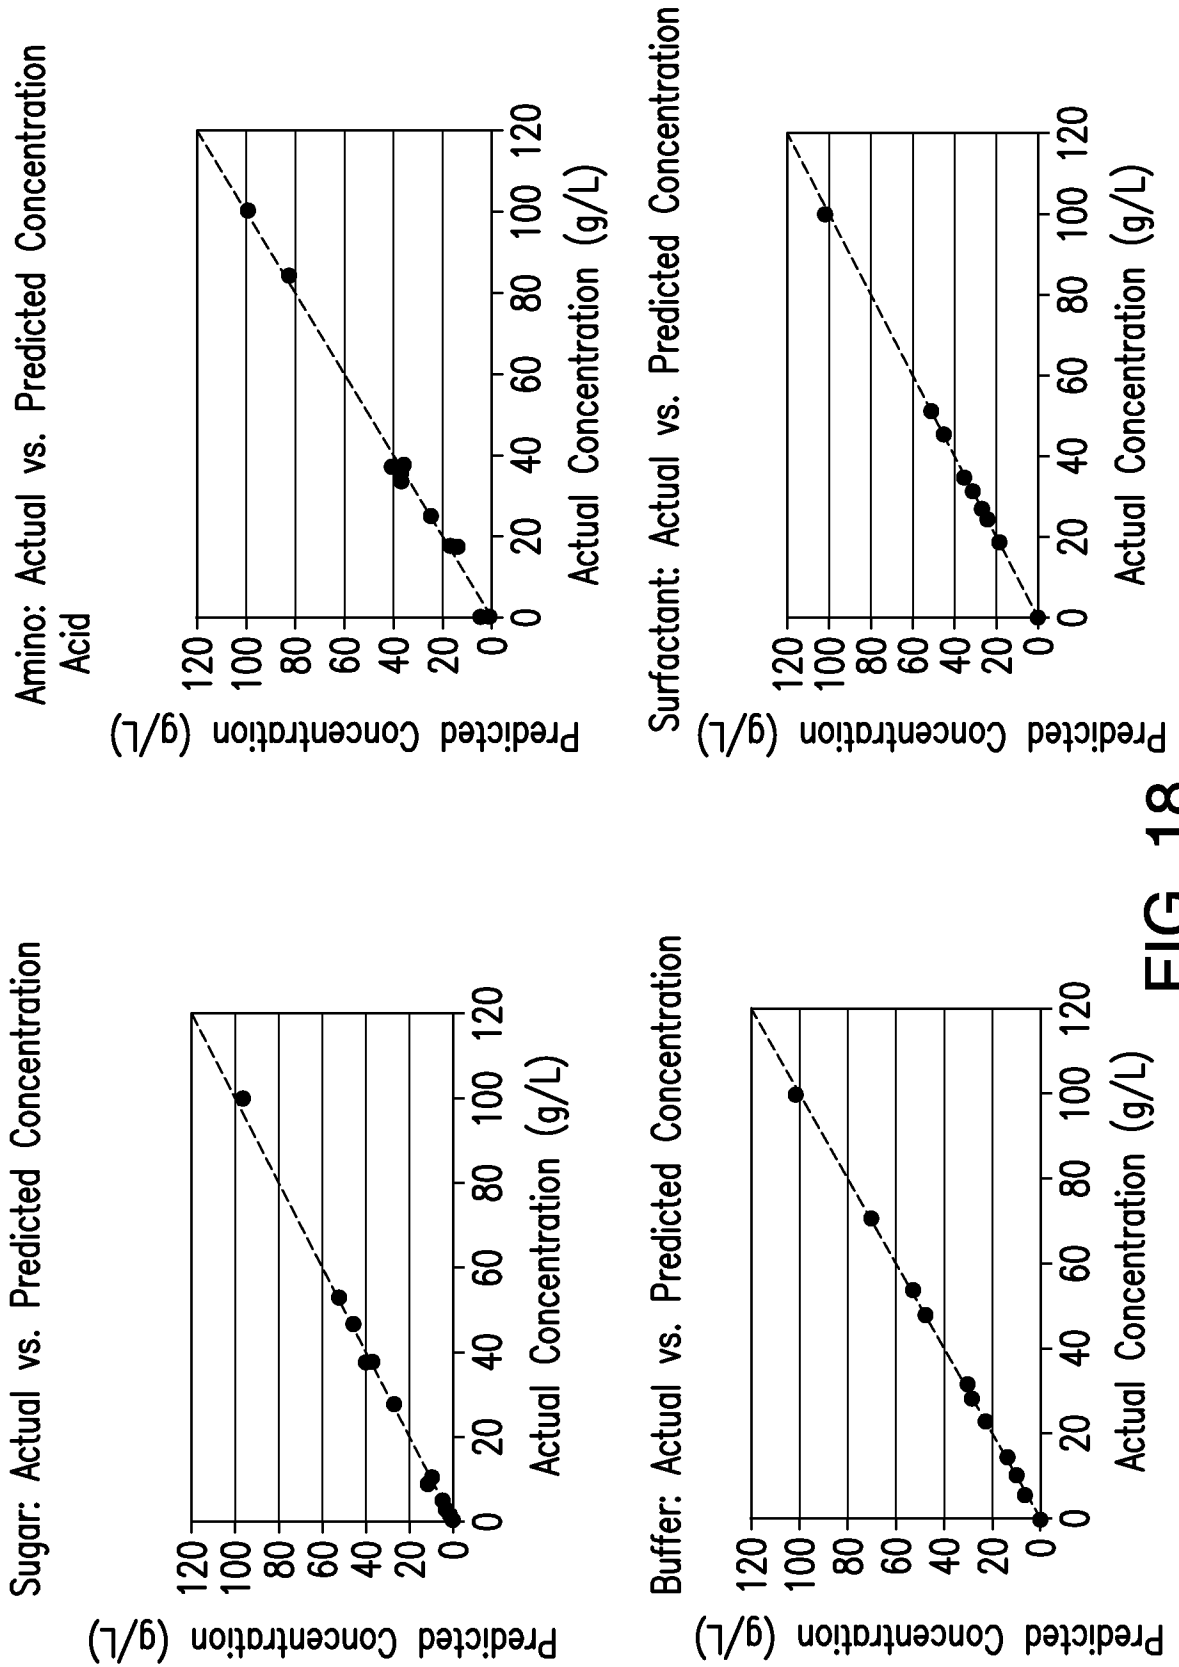 Sugar: Actual vs. Predicted Concentration
Predicted
Concentration (g/L)
120
100
80
60
40
20
0
0 20 40 60 80 100 120
Actual Concentration (g/L)
Amino: Actual vs. Predicted Concentration
Acid
Predicted
Concentration (g/L)
120
100
80
60
40
20
0
0 20 40 60 80 100 120
Actual Concentration (g/L)
Buffer: Actual vs. Predicted Concentration
Predicted
Concentration (g/L)
120
100
80
60
40
20
0
0 20 40 60 80 100 120
Actual Concentration (g/L)
Surfactant: Actual vs. Predicted Concentration
Predicted
Concentration (g/L)
120
100
80
60
40
20
0
0 20 40 60 80 100 120
Actual Concentration (g/L)
FIG. 18